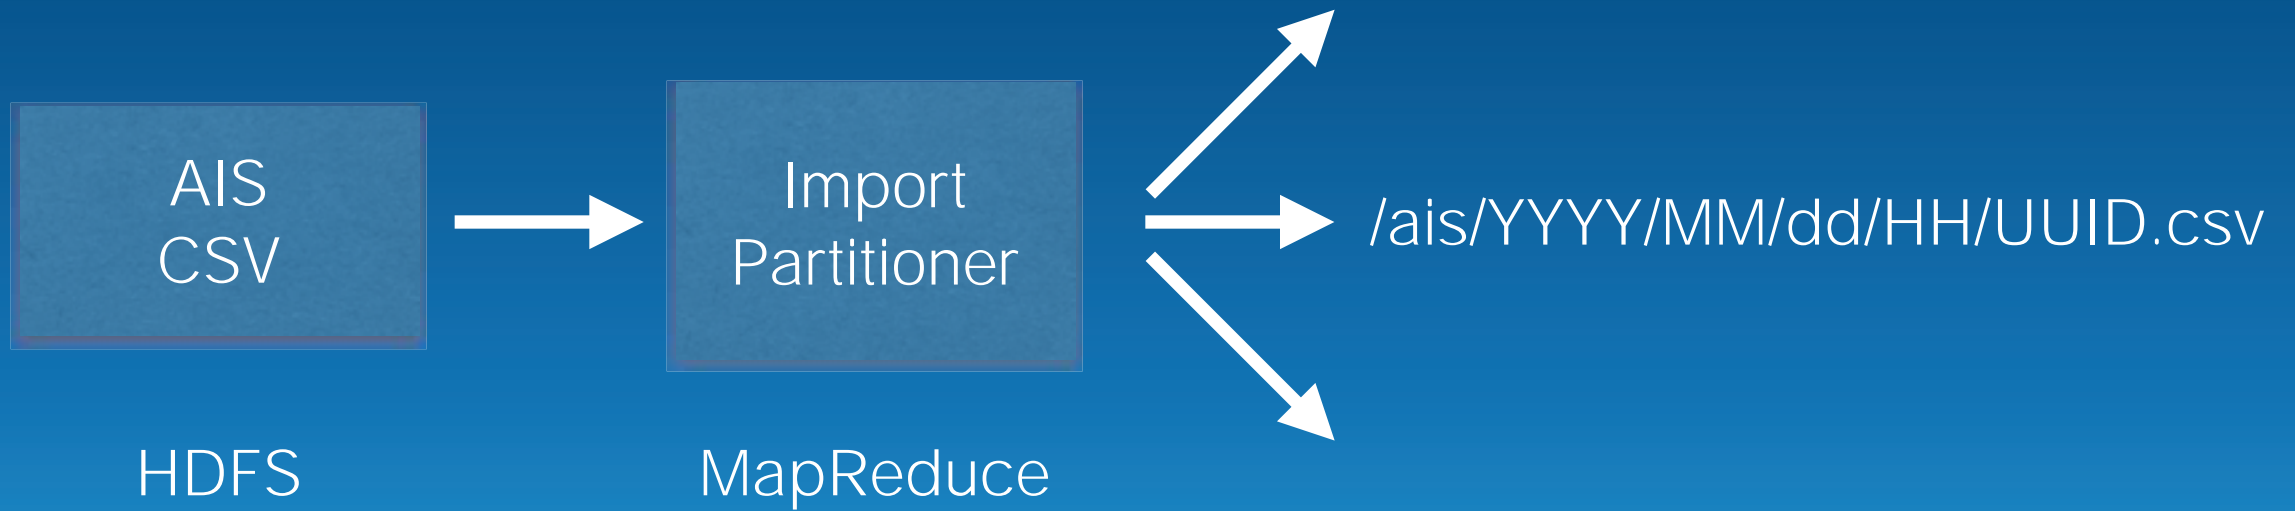 AIS
CSV
HDFS
Import
Partitioner
MapReduce
/ais/YYYY/MM/dd/HH/UUID.csv